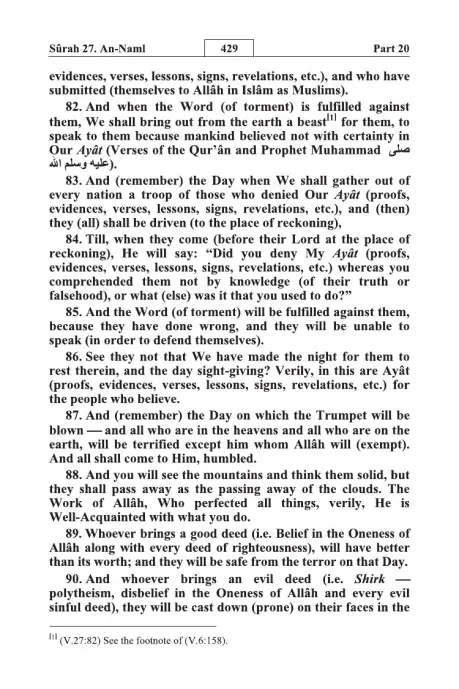 Sûrah 27. An-Naml 429 Part 20
evidences, verses, lessons, signs, revelations, etc.), and who have
submitted (themselves to Allâh in Islâm as Muslims).
82. And when the Word (of torment) is fulfilled against
them, We shall bring out from the earth a beast[1] for them, to
speak to them because mankind believed not with certainty in
Our Ayât (Verses of the Qur’ân and Prophet Muhammad صلى
الله عليه وسلم).
83. And (remember) the Day when We shall gather out of
every nation a troop of those who denied Our Ayât (proofs,
evidences, verses, lessons, signs, revelations, etc.), and (then)
they (all) shall be driven (to the place of reckoning),
84. Till, when they come (before their Lord at the place of
reckoning), He will say: “Did you deny My Ayât (proofs,
evidences, verses, lessons, signs, revelations, etc.) whereas you
comprehended them not by knowledge (of their truth or
falsehood), or what (else) was it that you used to do?”
85. And the Word (of torment) will be fulfilled against them,
because they have done wrong, and they will be unable to
speak (in order to defend themselves).
86. See they not that We have made the night for them to
rest therein, and the day sight-giving? Verily, in this are Ayât
(proofs, evidences, verses, lessons, signs, revelations, etc.) for
the people who believe.
87. And (remember) the Day on which the Trumpet will be
blown — and all who are in the heavens and all who are on the
earth, will be terrified except him whom Allâh will (exempt).
And all shall come to Him, humbled.
88. And you will see the mountains and think them solid, but
they shall pass away as the passing away of the clouds. The
Work of Allâh, Who perfected all things, verily, He is
Well-Acquainted with what you do.
89. Whoever brings a good deed (i.e. Belief in the Oneness of
Allâh along with every deed of righteousness), will have better
than its worth; and they will be safe from the terror on that Day.
90. And whoever brings an evil deed (i.e. Shirk —
polytheism, disbelief in the Oneness of Allâh and every evil
sinful deed), they will be cast down (prone) on their faces in the
[1] (V.27:82) See the footnote of (V.6:158).